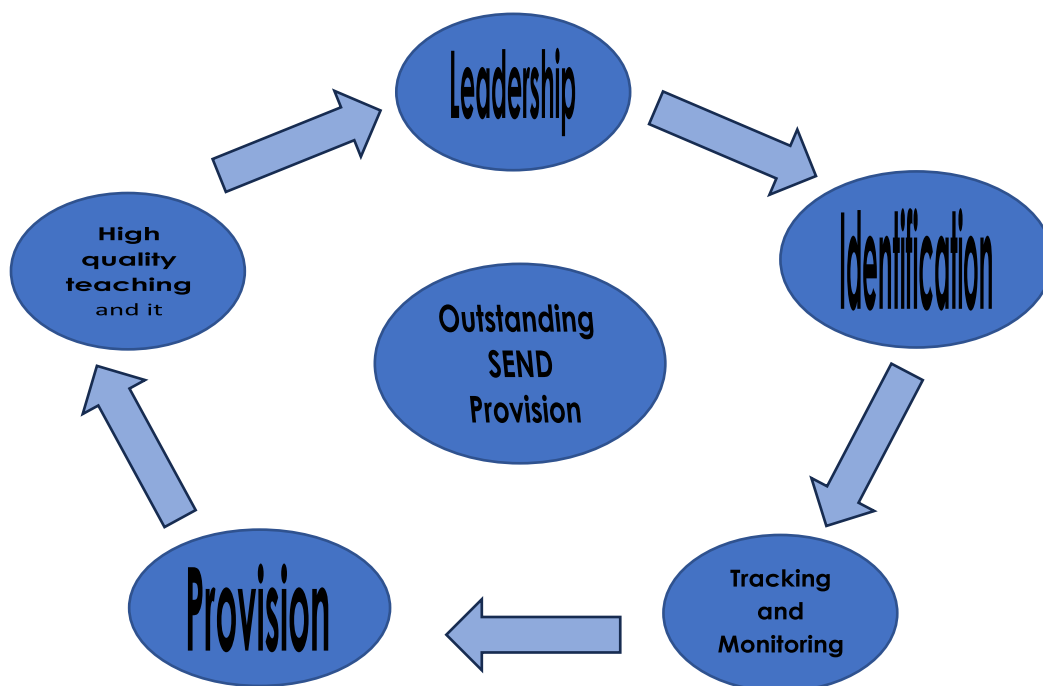 Leadership
Identification
High
quality
teaching
and it
Outstanding
SEND
Provision
Tracking
and
Monitoring
Provision